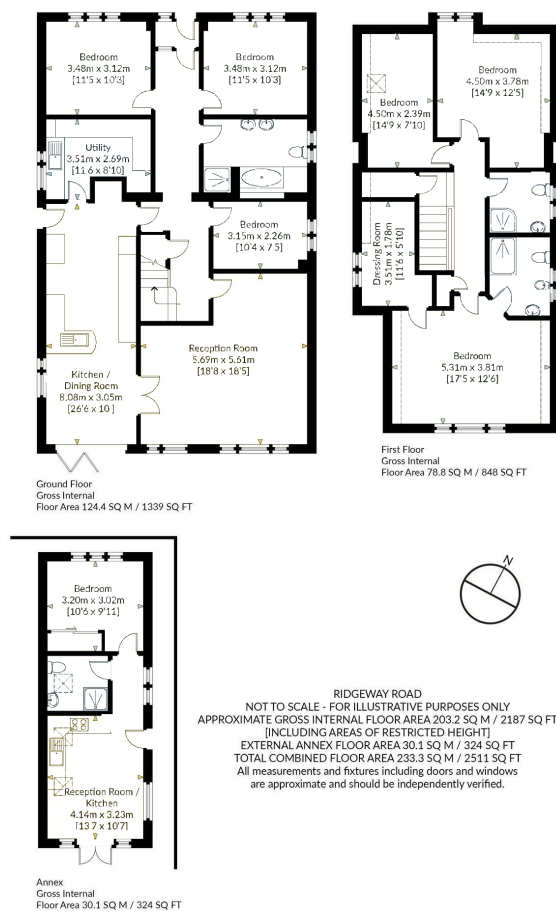 Bedroom
3.48m x 3.12m
[11'5 x 10'3]
Bedroom
3.48m x 3.12m
[11'5 x 10'3]
Utility
3.51m x 2.69m
[11 6 x 8'10]
Bedroom
3.15m x 2.26m
[10'4 x 7 5]
Reception Room
5.69m x 5.61m
[18'8 x 18'5]
Kitchen /
Dining Room
8.08m x 3.05m
[26'6 x 10 ]
Ground Floor
Gross Internal
Floor Area 124.4 SQ M / 1339 SQ FT
Bedroom
4.50m x 2.39m
[14'9 x 7'10]
Bedroom
4.50m x 3.78m
[14'9 x 12'5]
Dressing Room
3.51m x 1.78m
[11'6 x 5'10]
Bedroom
5.31m x 3.81m
[17'5 x 12'6]
First Floor
Gross Internal
Floor Area 78.8 SQ M / 848 SQ FT
Bedroom
3.20m x 3.02m
[10'6 x 9'11]
Reception Room /
Kitchen
4.14m x 3.23m
[13 7 x 10'7]
Annex
Gross Internal
Floor Area 30.1 SQ M / 324 SQ FT
N
RIDGEWAY ROAD
NOT TO SCALE - FOR ILLUSTRATIVE PURPOSES ONLY
APPROXIMATE GROSS INTERNAL FLOOR AREA 203.2 SQ M / 2187 SQ FT
[INCLUDING AREAS OF RESTRICTED HEIGHT]
EXTERNAL ANNEX FLOOR AREA 30.1 SQ M / 324 SQ FT
TOTAL COMBINED FLOOR AREA 233.3 SQ M / 2511 SQ FT
All measurements and fixtures including doors and windows
are approximate and should be independently verified.